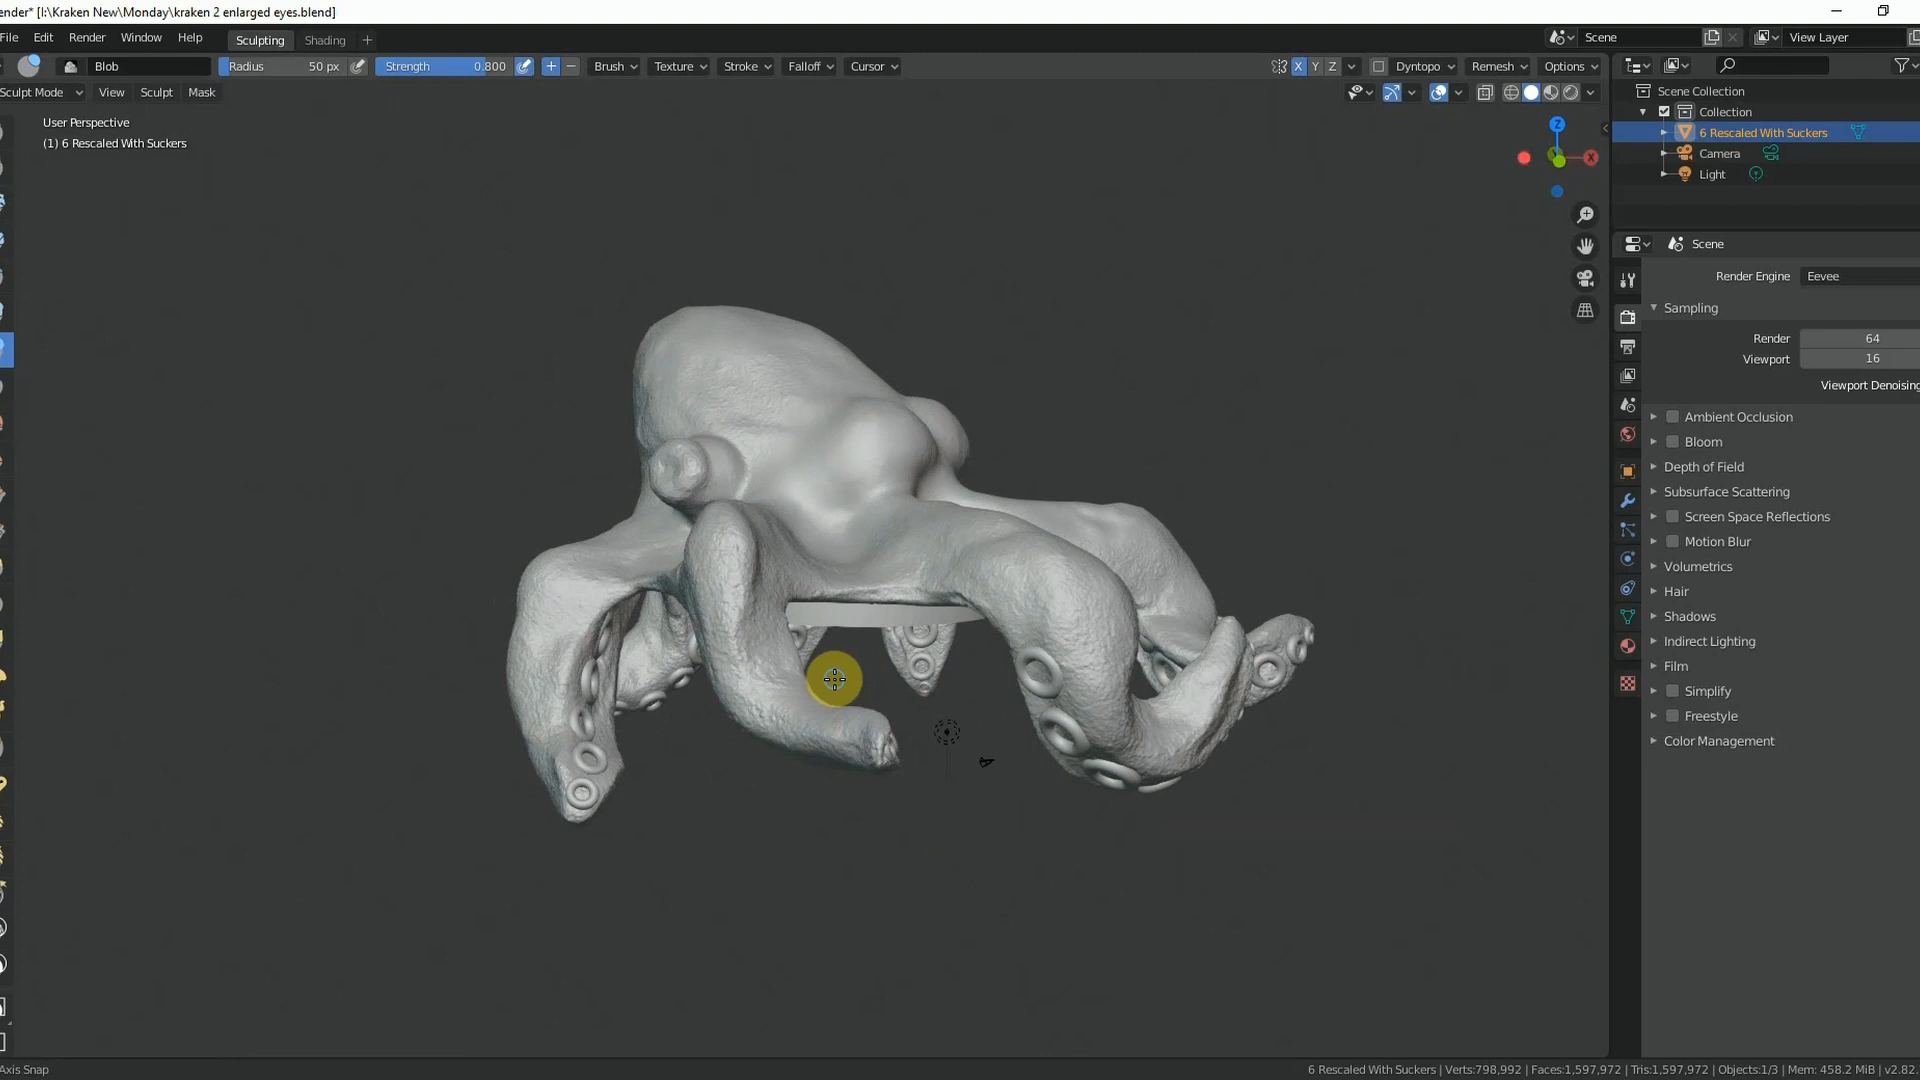 ender* [I:\Kraken New\Monday\kraken 2 enlarged eyes.blend]
File Edit Render Window Help Sculpting Shading + Scene View Layer
Blob Radius 50 px Strength 0.800 + − Brush Texture Stroke Falloff Cursor X Y Z Dyntopo Remesh Options
Sculpt Mode View Sculpt Mask
User Perspective
(1) 6 Rescaled With Suckers
Z
X
Scene Collection
Collection
6 Rescaled With Suckers
Camera
Light
Scene
Render Engine Eevee
Sampling
Render 64
Viewport 16
Viewport Denoising
Ambient Occlusion
Bloom
Depth of Field
Subsurface Scattering
Screen Space Reflections
Motion Blur
Volumetrics
Hair
Shadows
Indirect Lighting
Film
Simplify
Freestyle
Color Management
Axis Snap
6 Rescaled With Suckers | Verts:798,992 | Faces:1,597,972 | Tris:1,597,972 | Objects:1/3 | Mem: 458.2 MiB | v2.82.